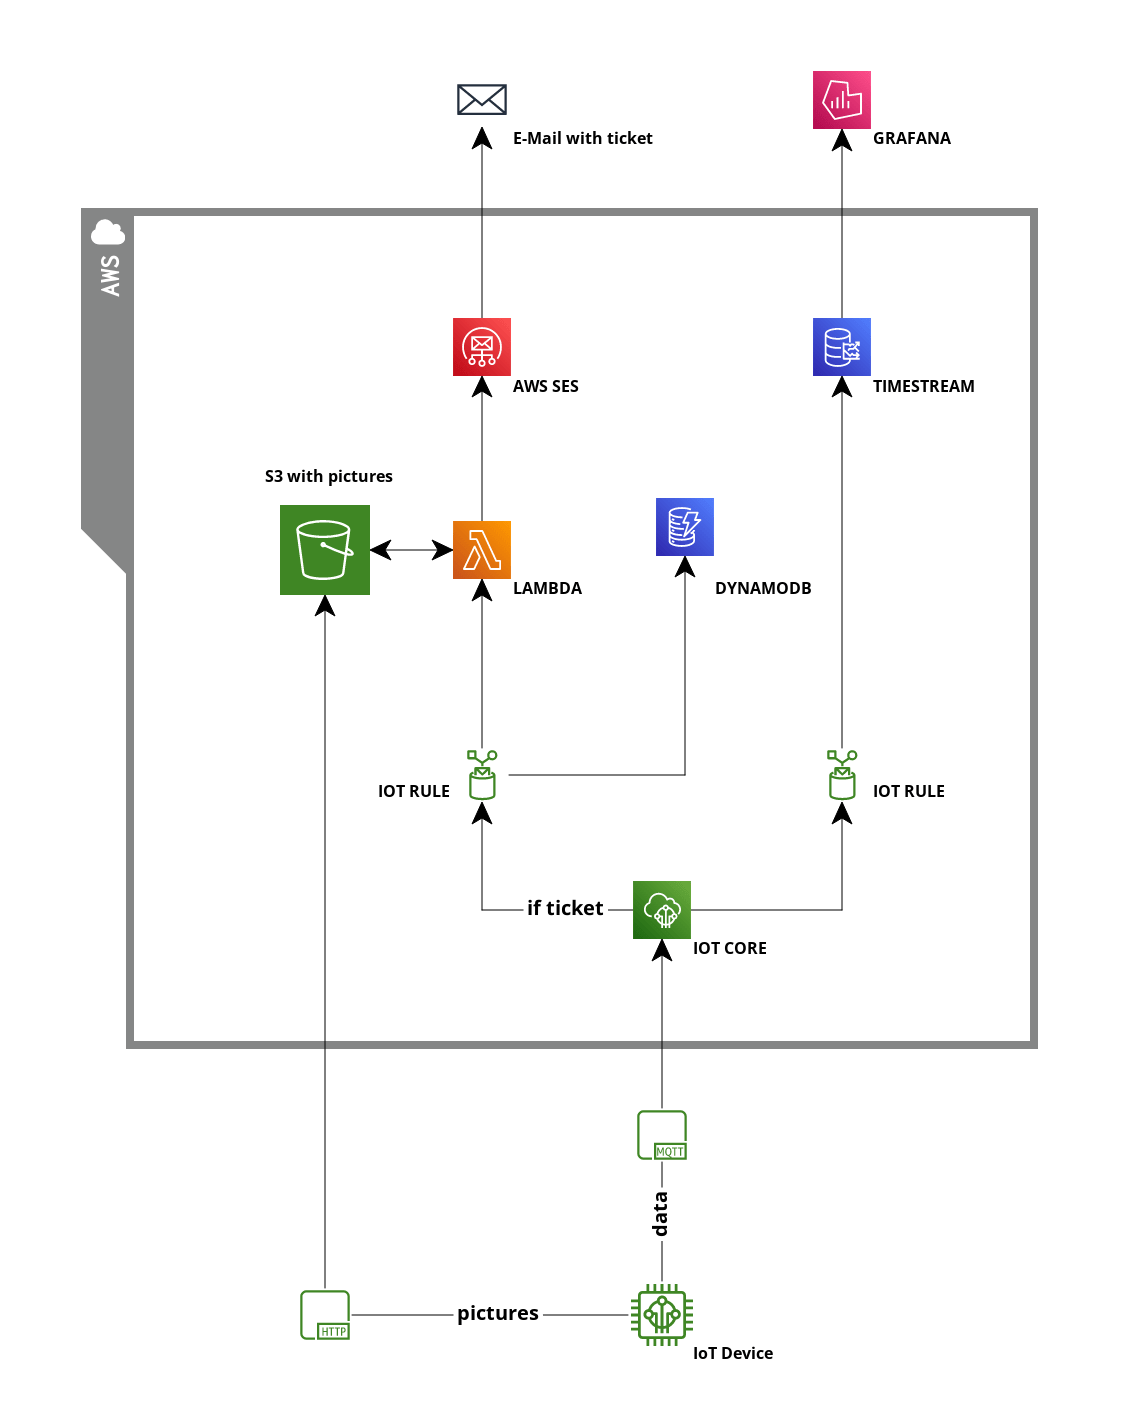 E-Mail with ticket
GRAFANA
AWS
AWS SES
TIMESTREAM
S3 with pictures
LAMBDA
DYNAMODB
IOT RULE
IOT RULE
if ticket
IOT CORE
MQTT
data
pictures
HTTP
IoT Device